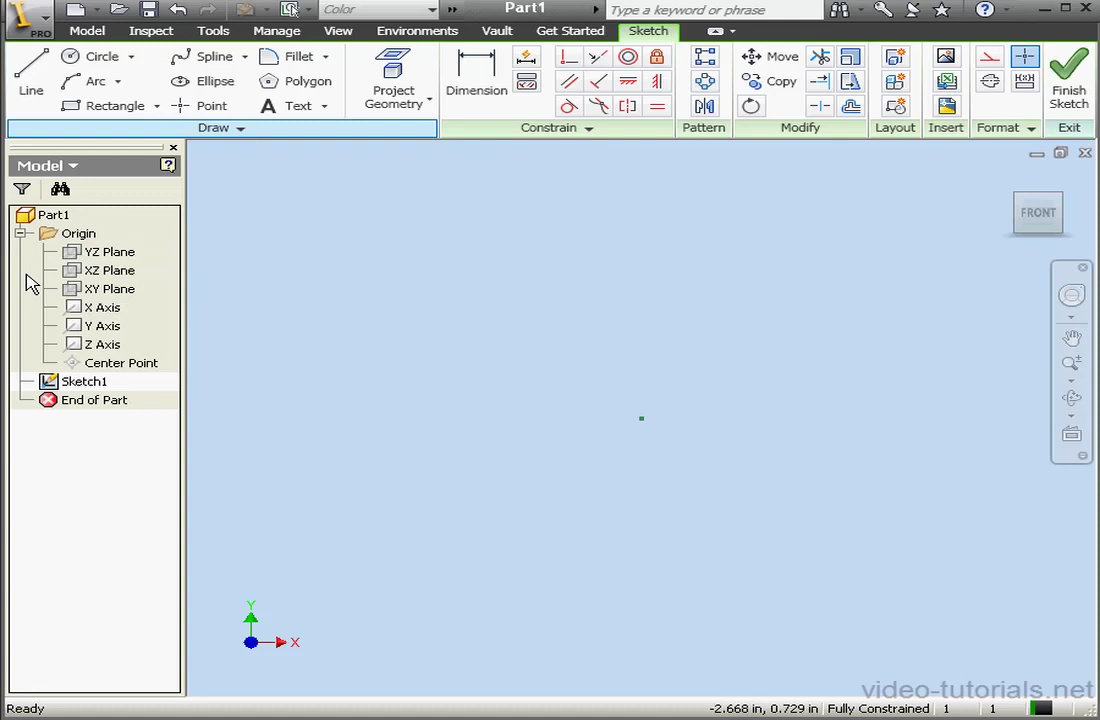 Color
Part1
Type a keyword or phrase
PRO
Model
Inspect
Tools
Manage
View
Environments
Vault
Get Started
Sketch
Line
Circle
Arc
Rectangle
Spline
Ellipse
Point
Fillet
Polygon
Text
Project
Geometry
Dimension
Move
Copy
Finish
Sketch
Draw
Constrain
Pattern
Modify
Layout
Insert
Format
Exit
Model
Part1
Origin
YZ Plane
XZ Plane
XY Plane
X Axis
Y Axis
Z Axis
Center Point
Sketch1
End of Part
FRONT
Y
X
video-tutorials.net
Ready
-2.668 in, 0.729 in
Fully Constrained
1
1